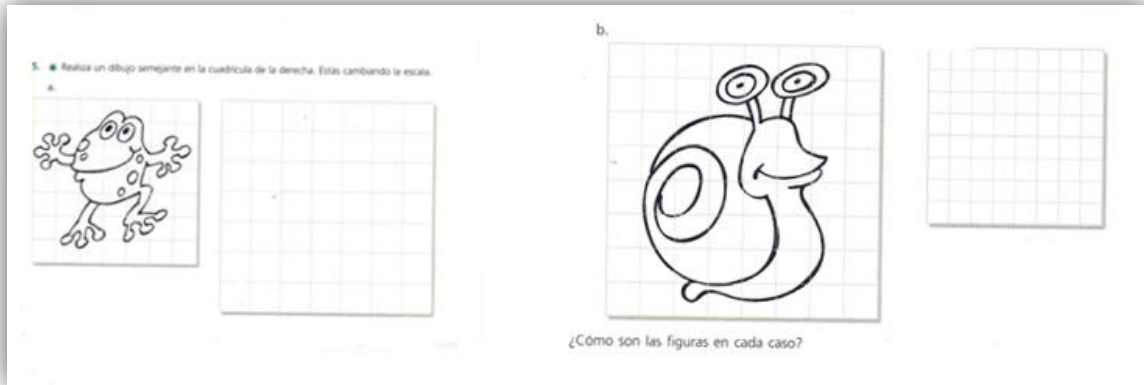 5. Realiza un dibujo semejante en la cuadrícula de la derecha. Estás cambiando la escala.
a.
b.
¿Cómo son las figuras en cada caso?